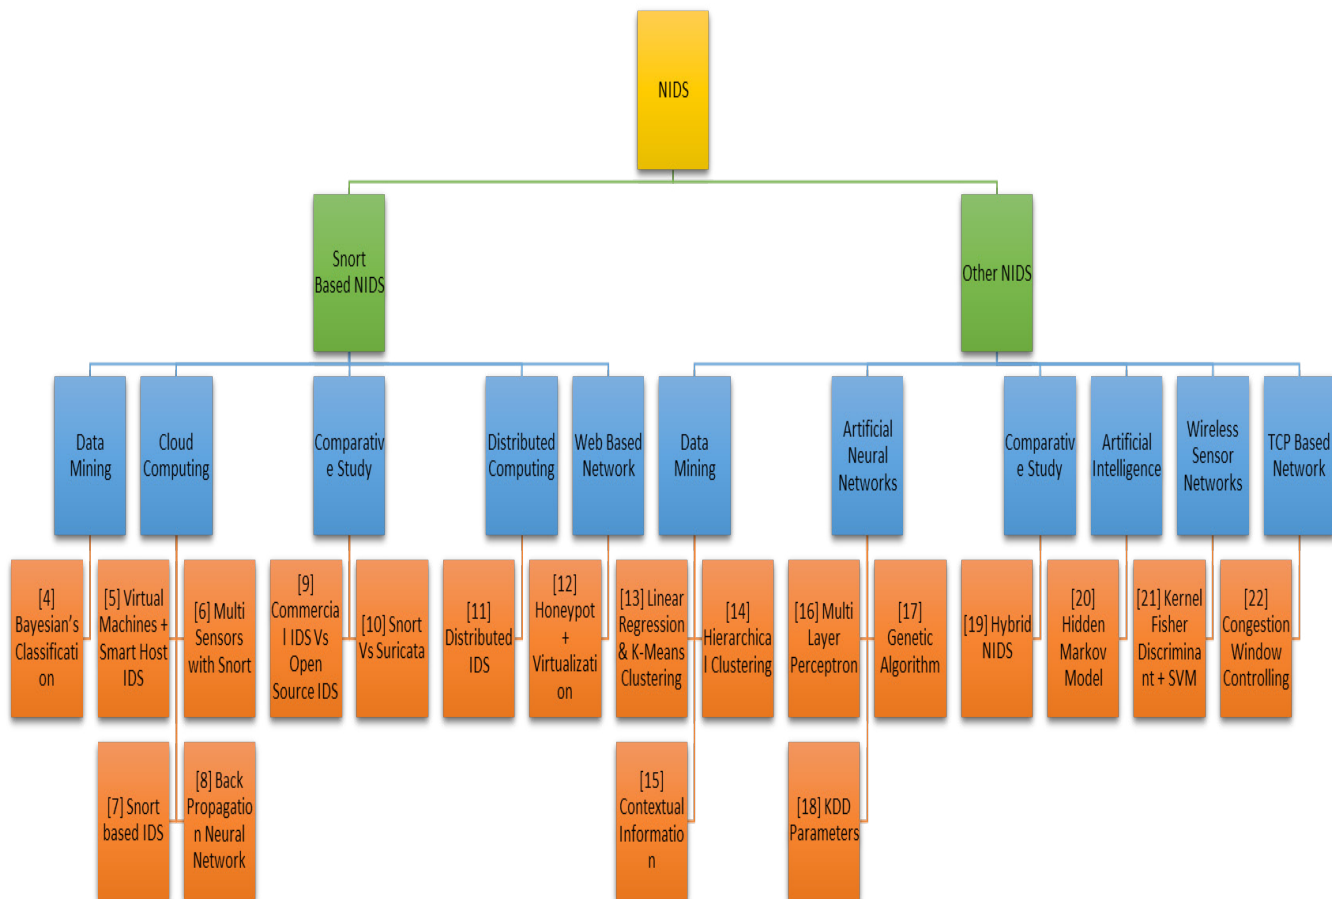 NIDS
Snort
Based NIDS
Other NIDS
Data
Mining
Cloud
Computing
Comparativ
e Study
Distributed
Computing
Web Based
Network
Data
Mining
Artificial
Neural
Networks
Comparativ
e Study
Artificial
Intelligence
Wireless
Sensor
Networks
TCP Based
Network
[4]
Bayesian's
Classificati
on
[5] Virtual
Machines +
Smart Host
IDS
[6] Multi
Sensors
with Snort
[9]
Commercia
l IDS Vs
Open
Source IDS
[10] Snort
Vs Suricata
[11]
Distributed
IDS
[12]
Honeypot
+
Virtualizati
on
[13] Linear
Regression
& K-Means
Clustering
[14]
Hierarchica
l Clustering
[16] Multi
Layer
Perceptron
[17]
Genetic
Algorithm
[19] Hybrid
NIDS
[20]
Hidden
Markov
Model
[21] Kernel
Fisher
Discrimina
nt + SVM
[22]
Congestion
Window
Controlling
[7] Snort
based IDS
[8] Back
Propagatio
n Neural
Network
[15]
Contextual
Informatio
n
[18] KDD
Parameters